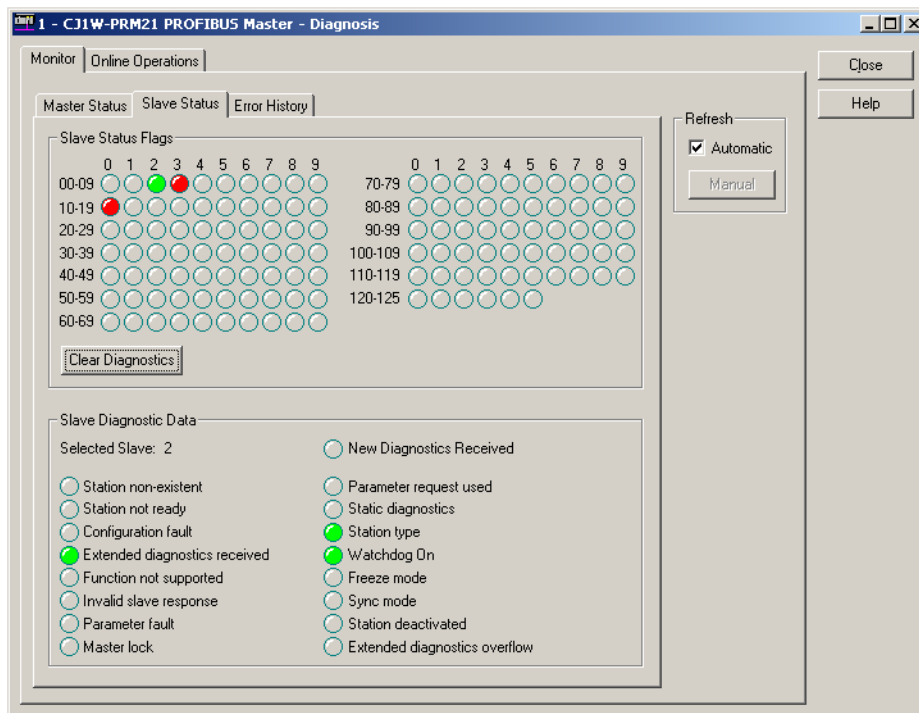 1 - CJ1W-PRM21 PROFIBUS Master - Diagnosis
Monitor Online Operations
Close
Help
Master Status Slave Status Error History
Refresh
Automatic
Manual
Slave Status Flags
0 1 2 3 4 5 6 7 8 9
00-09
10-19
20-29
30-39
40-49
50-59
60-69
0 1 2 3 4 5 6 7 8 9
70-79
80-89
90-99
100-109
110-119
120-125
Clear Diagnostics
Slave Diagnostic Data
Selected Slave: 2
New Diagnostics Received
Station non-existent
Station not ready
Configuration fault
Extended diagnostics received
Function not supported
Invalid slave response
Parameter fault
Master lock
Parameter request used
Static diagnostics
Station type
Watchdog On
Freeze mode
Sync mode
Station deactivated
Extended diagnostics overflow